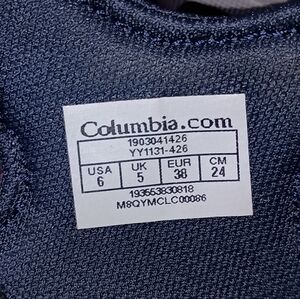 Columbia.com
1903041426
YY1131-426
USA UK EUR CM
6 5 38 24
193553830818
M8QYMCLC00086